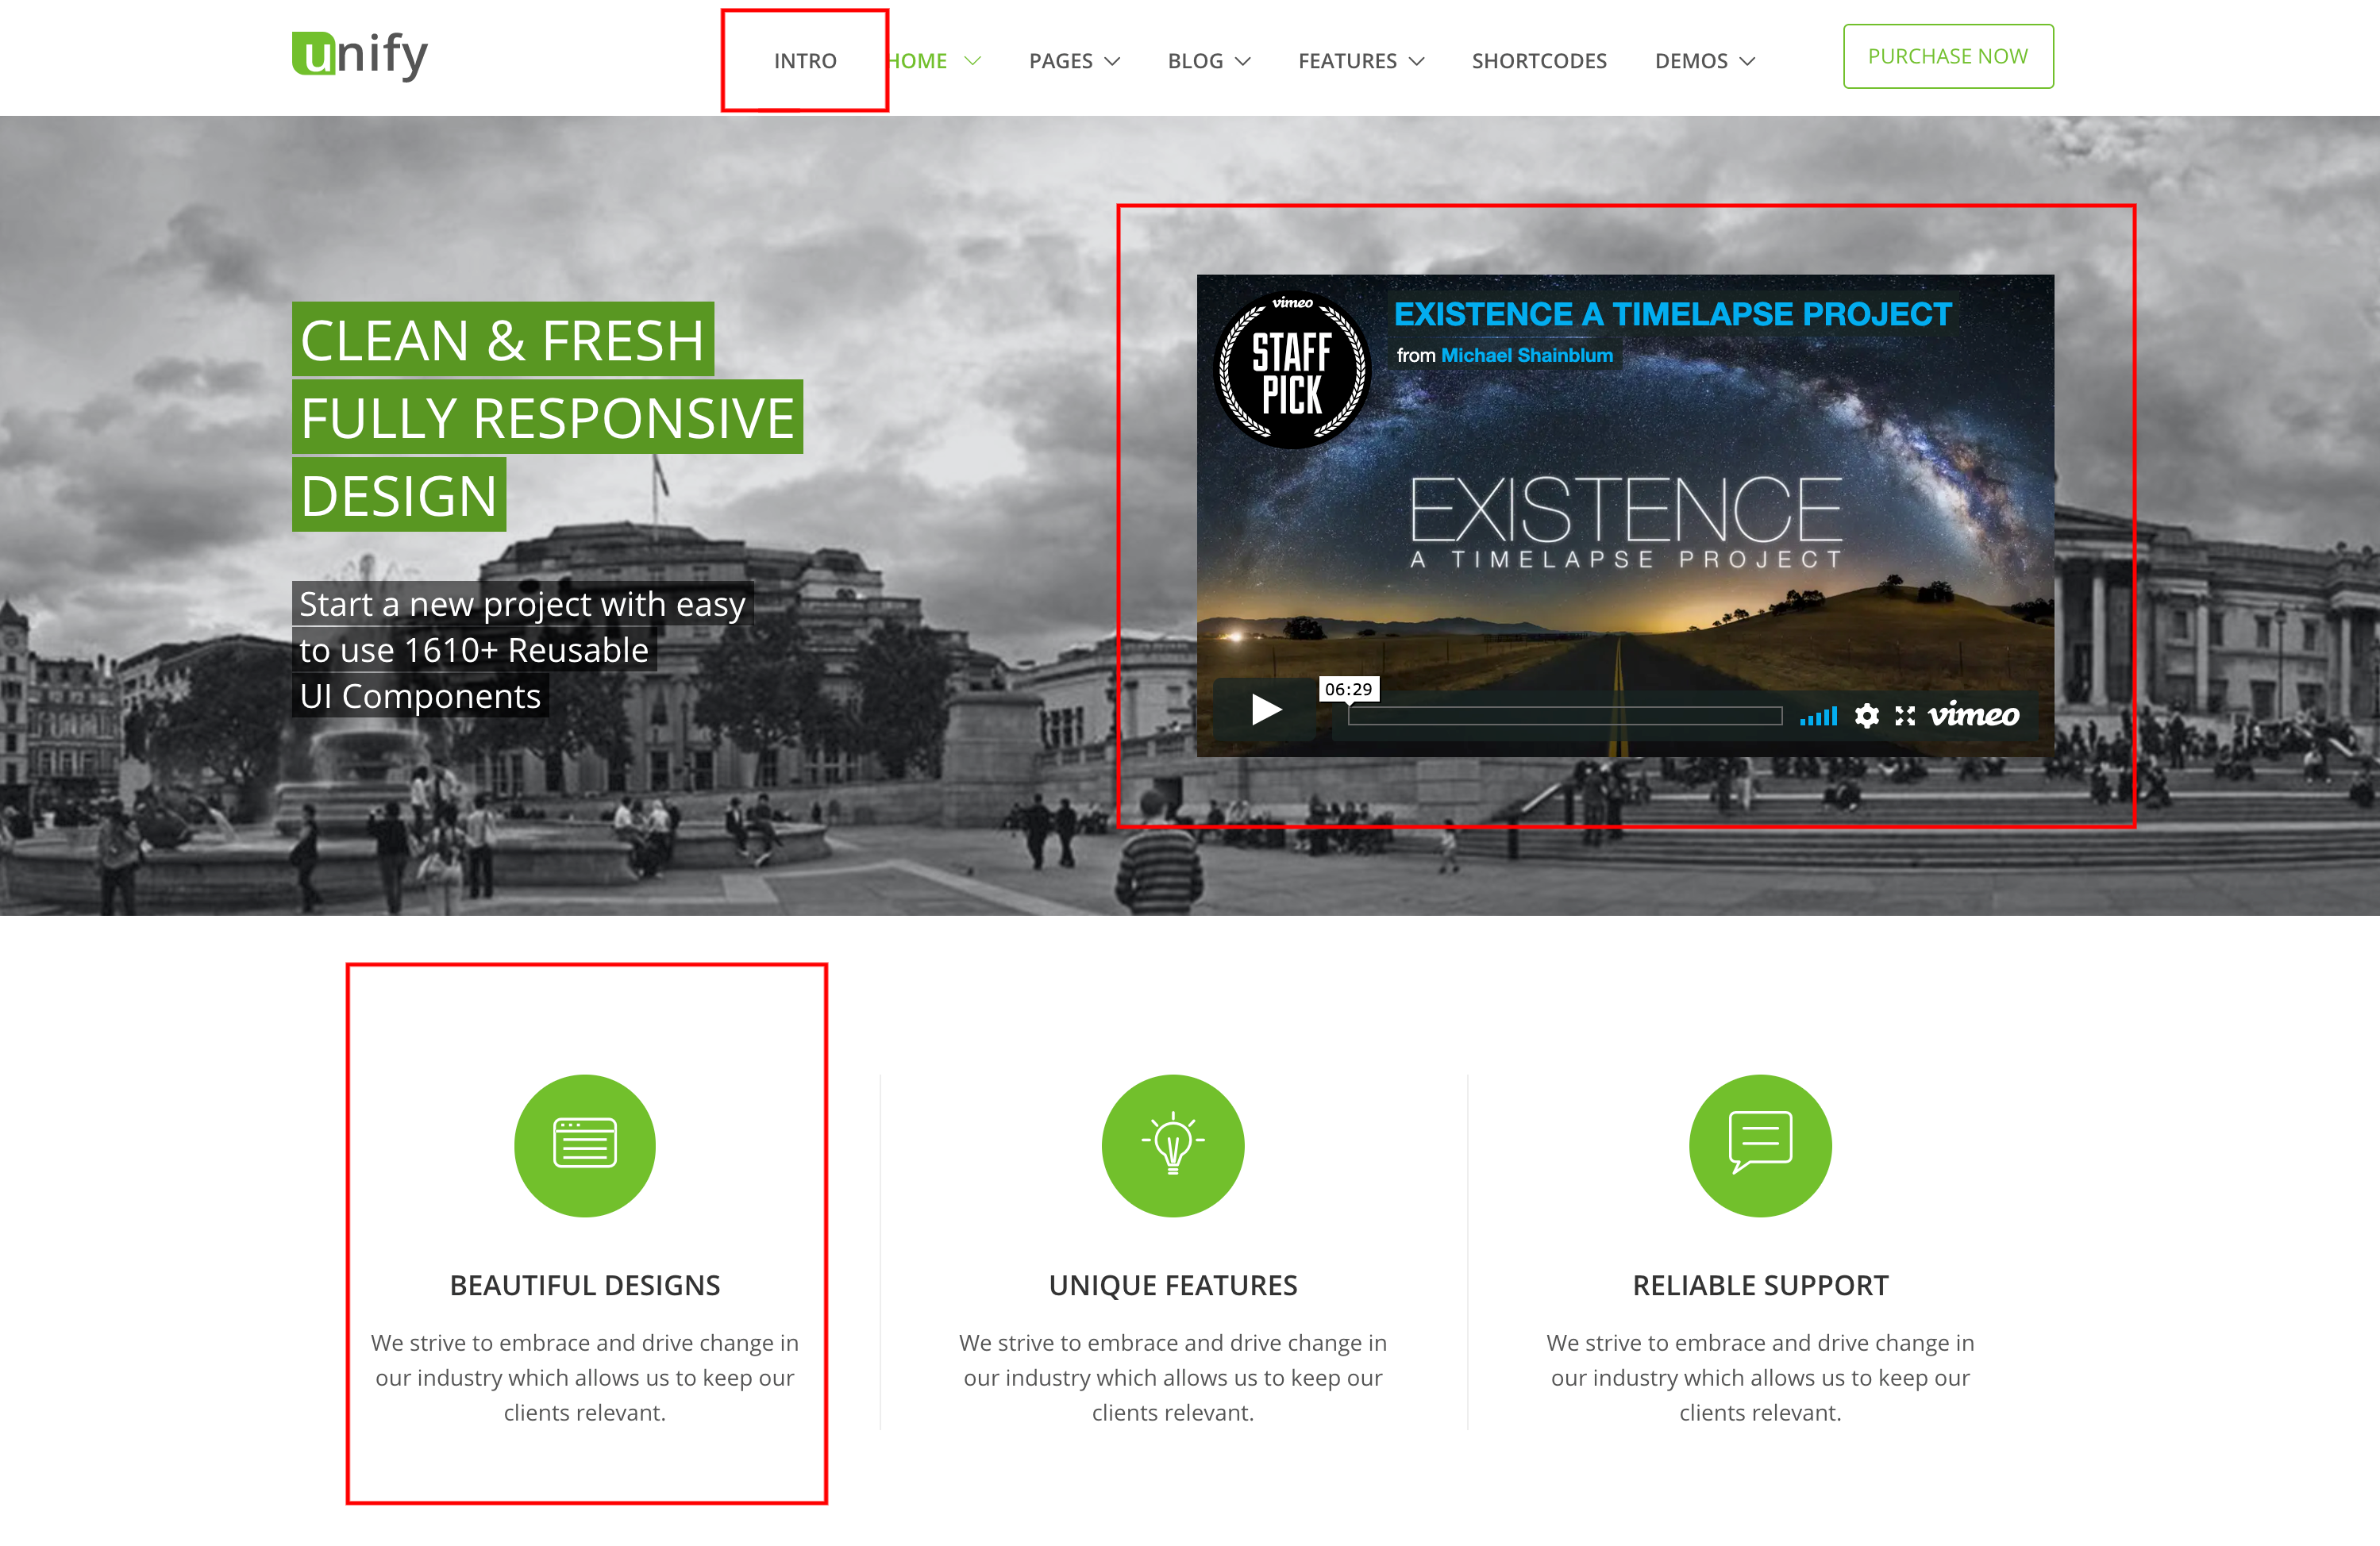 unify
INTRO
HOME
PAGES
BLOG
FEATURES
SHORTCODES
DEMOS
PURCHASE NOW
CLEAN & FRESH
FULLY RESPONSIVE
DESIGN
Start a new project with easy
to use 1610+ Reusable
UI Components
vimeo
STAFF
PICK
EXISTENCE A TIMELAPSE PROJECT
from Michael Shainblum
EXISTENCE
A TIMELAPSE PROJECT
06:29
vimeo
BEAUTIFUL DESIGNS
We strive to embrace and drive change in
our industry which allows us to keep our
clients relevant.
UNIQUE FEATURES
We strive to embrace and drive change in
our industry which allows us to keep our
clients relevant.
RELIABLE SUPPORT
We strive to embrace and drive change in
our industry which allows us to keep our
clients relevant.